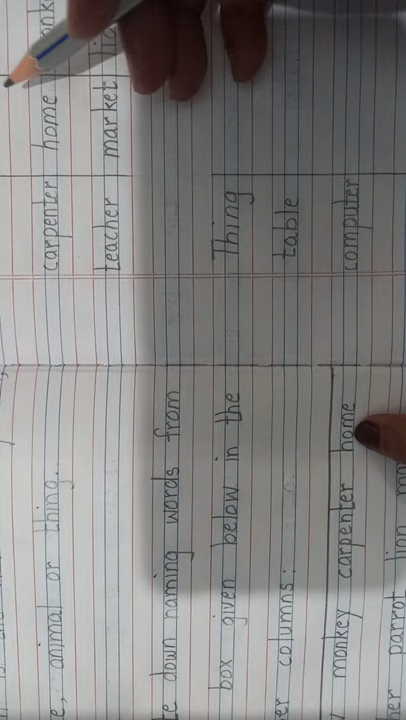 animal or thing.
down naming words from
box given below in the
columns:
monkey carpenter home
parrot lion
carpenter home
teacher market
Thing
table
computer